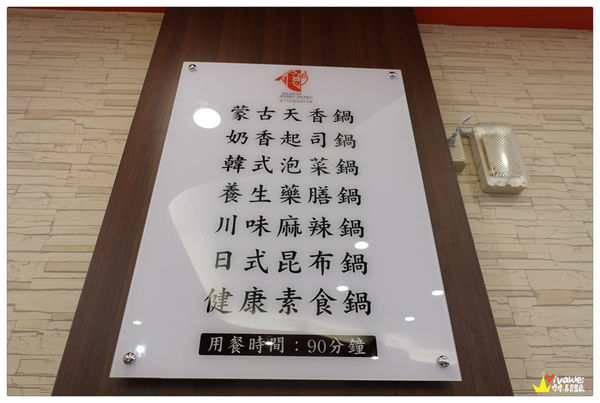 蒙古天香鍋
奶香起司鍋
韓式泡菜鍋
養生藥膳鍋
川味麻辣鍋
日式昆布鍋
健康素食鍋
用餐時間：90分鐘
Vivawei